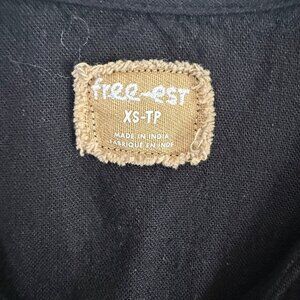 free-est
XS-TP
MADE IN INDIA
FABRIQUE EN INDE